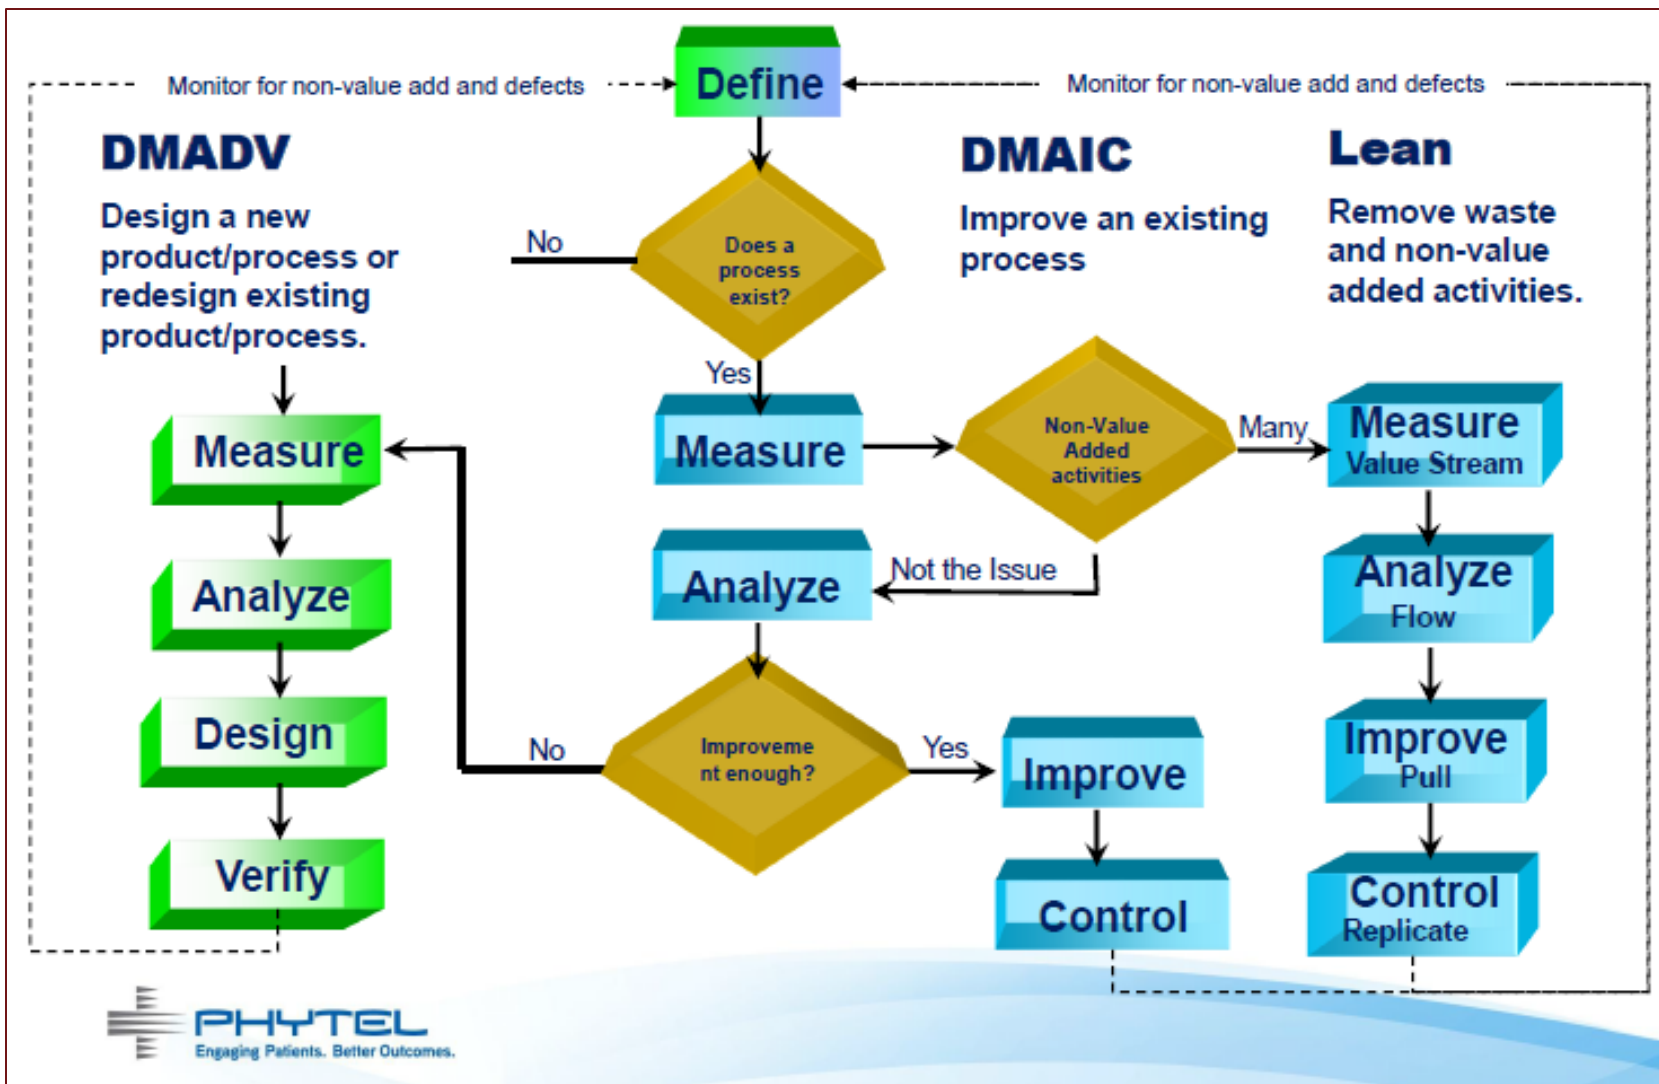 Define
Monitor for non-value add and defects
Monitor for non-value add and defects
DMADV
Design a new
product/process or
redesign existing
product/process.
No
Does a
process
exist?
Yes
DMAIC
Improve an existing
process
Lean
Remove waste
and non-value
added activities.
Measure
Analyze
Design
Verify
Measure
Non-Value
Added
activities
Many
Not the Issue
Analyze
Improveme
nt enough?
No
Yes
Improve
Control
Measure
Value Stream
Analyze
Flow
Improve
Pull
Control
Replicate
PHYTEL
Engaging Patients. Better Outcomes.